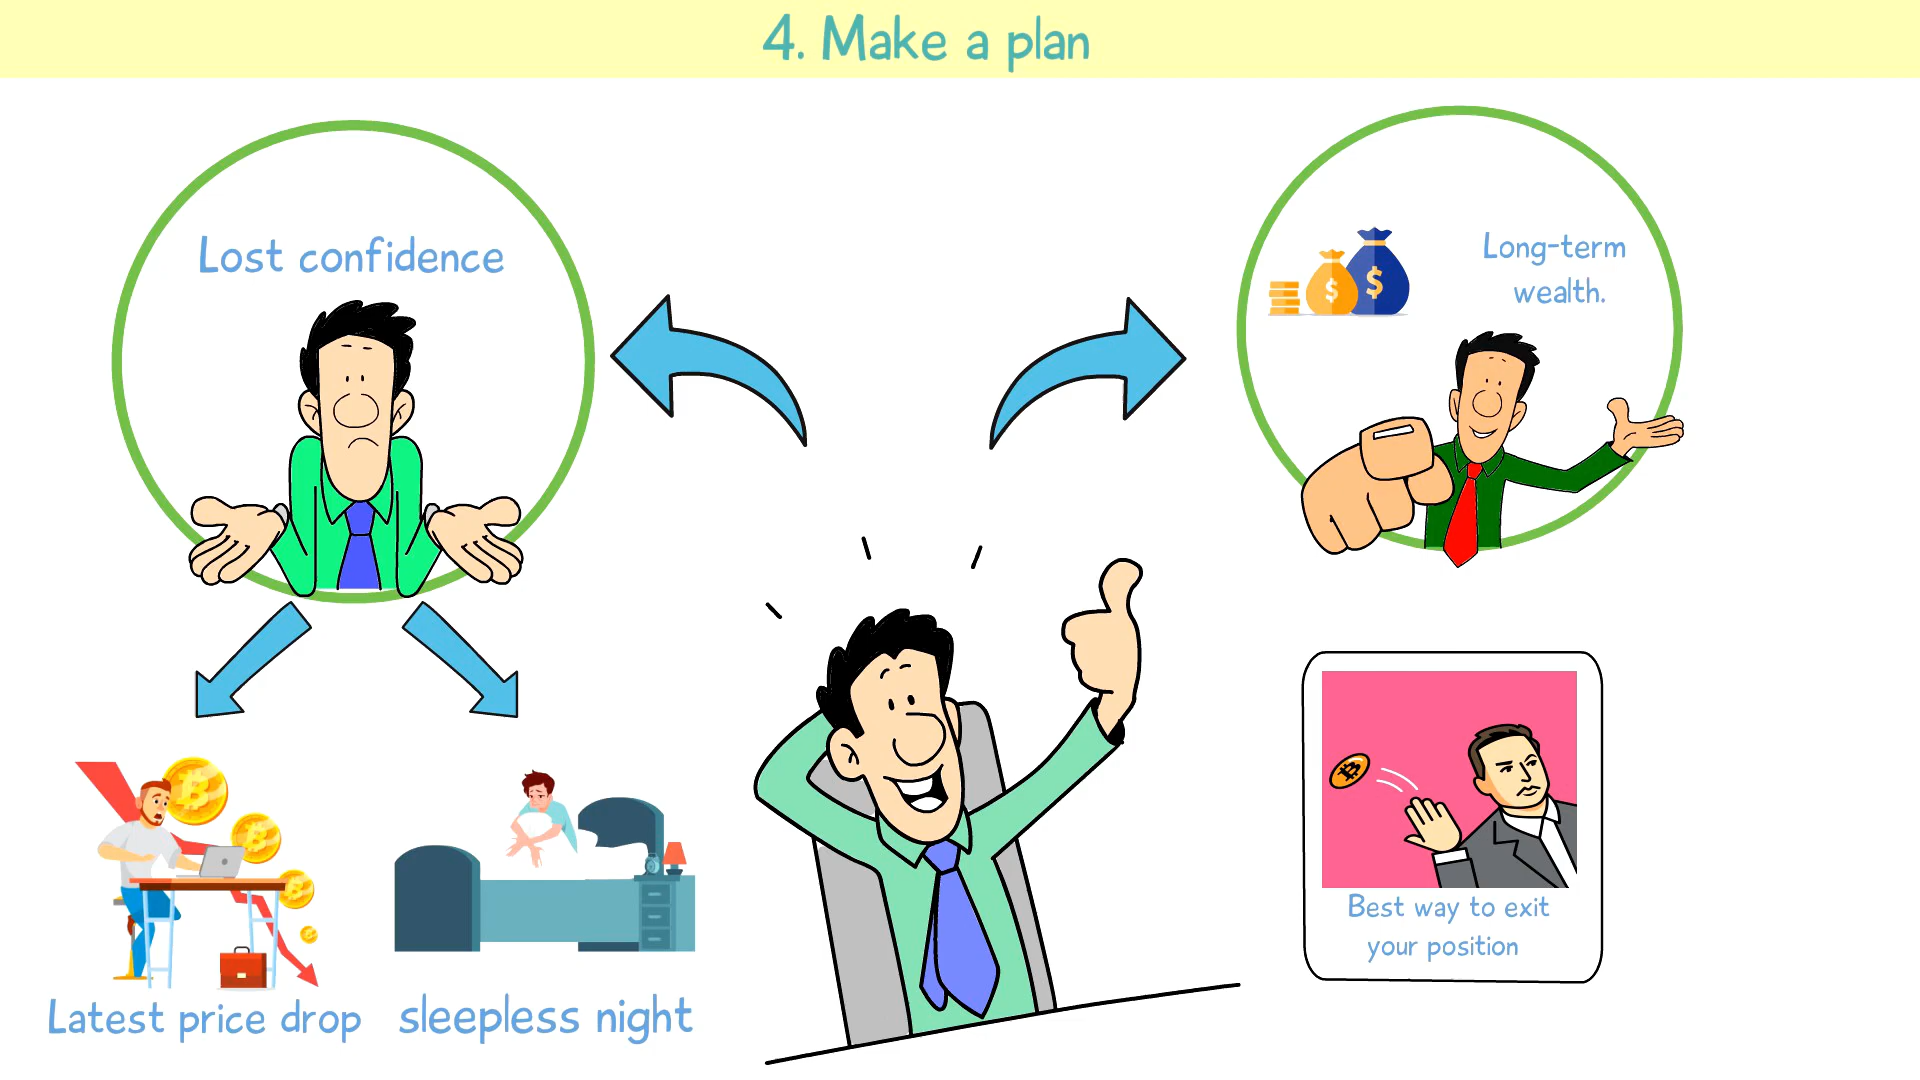 4. Make a plan
Lost confidence
Long-term
wealth.
Latest price drop
sleepless night
Best way to exit
your position